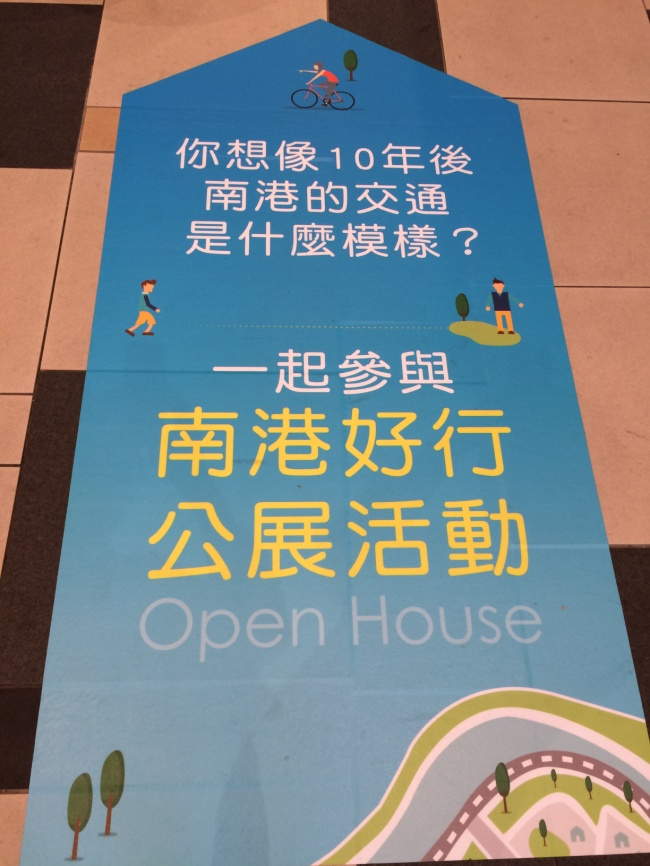 你想像10年後
南港的交通
是什麼模樣？
一起參與
南港好行
公展活動
Open House